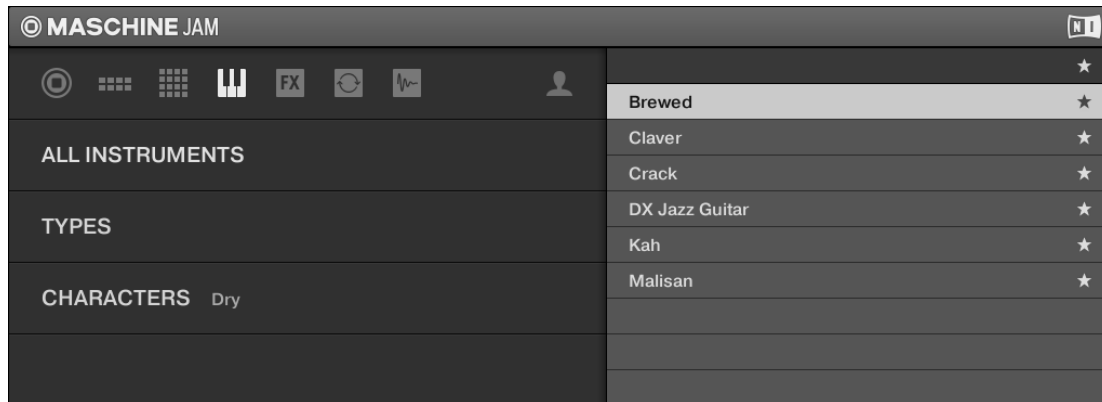 MASCHINE JAM
NI
FX
ALL INSTRUMENTS
TYPES
CHARACTERS Dry
Brewed
Claver
Crack
DX Jazz Guitar
Kah
Malisan